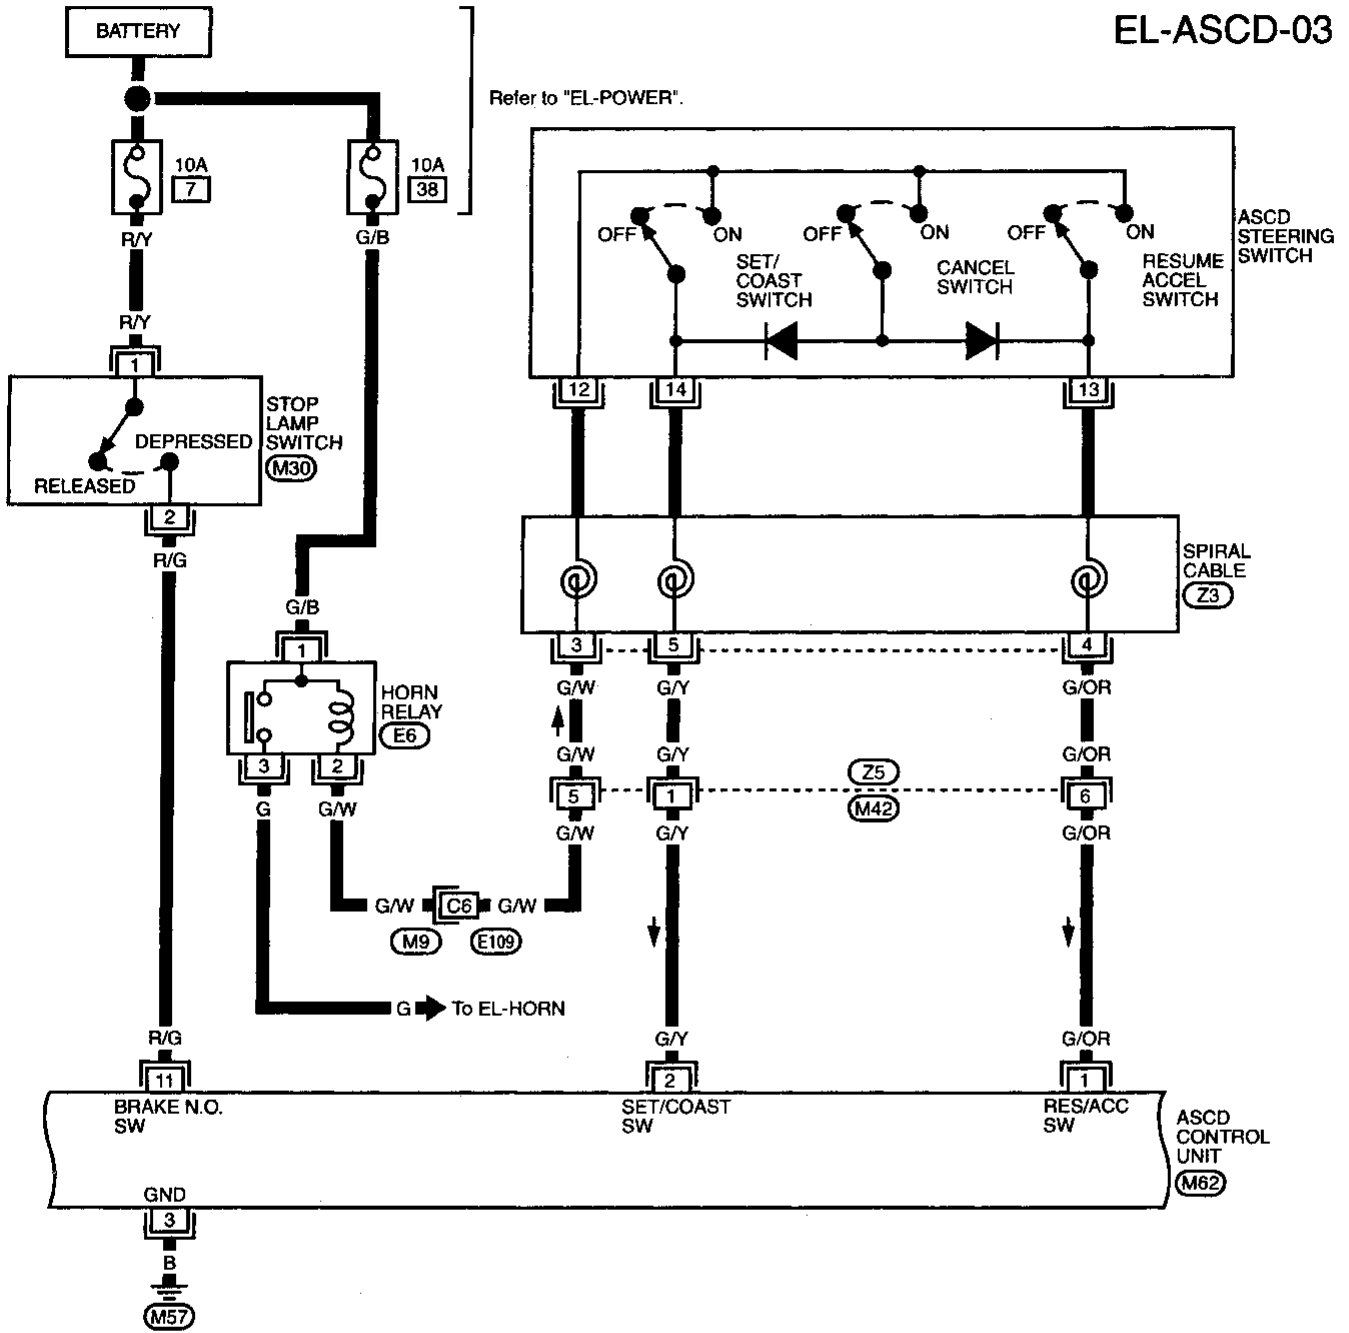 EL-ASCD-03
BATTERY
Refer to "EL-POWER".
10A
7
10A
38
R/Y
G/B
R/Y
1
STOP
LAMP
SWITCH
M30
DEPRESSED
RELEASED
2
R/G
OFF
ON
SET/
COAST
SWITCH
OFF
ON
CANCEL
SWITCH
OFF
ON
RESUME
ACCEL
SWITCH
ASCD
STEERING
SWITCH
12
14
13
SPIRAL
CABLE
Z3
3
5
4
G/W
G/Y
G/OR
G/W
G/Y
G/OR
5
1
6
Z5
M42
G/W
G/Y
G/OR
G/B
1
HORN
RELAY
E6
3
2
G
G/W
G/W
C6
G/W
M9
E109
G
To EL-HORN
R/G
G/Y
G/OR
11
2
1
BRAKE N.O.
SW
SET/COAST
SW
RES/ACC
SW
ASCD
CONTROL
UNIT
M62
GND
3
B
M57